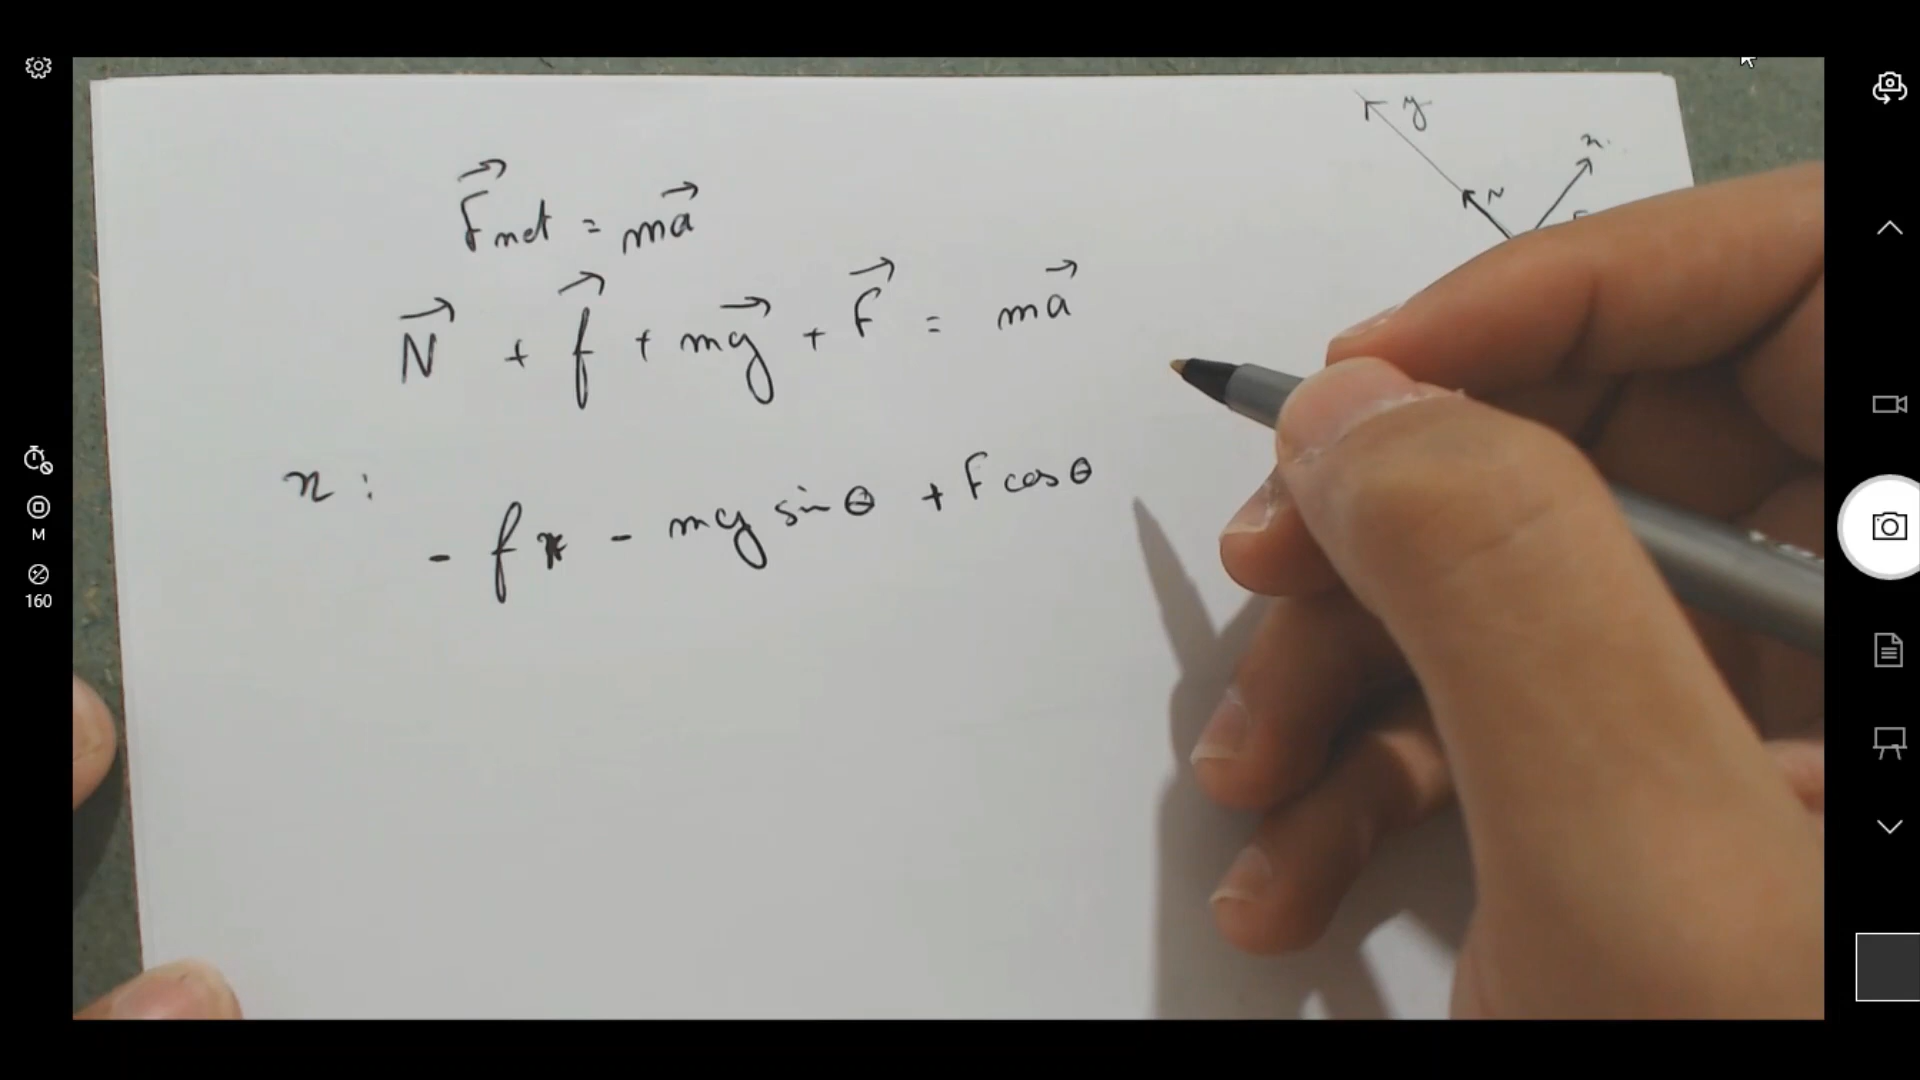 y
x
N
F⃗net = ma⃗
N⃗ + f⃗ + mg⃗ + F⃗ = ma⃗
x :
- f - mg sin θ + F cos θ
M
160